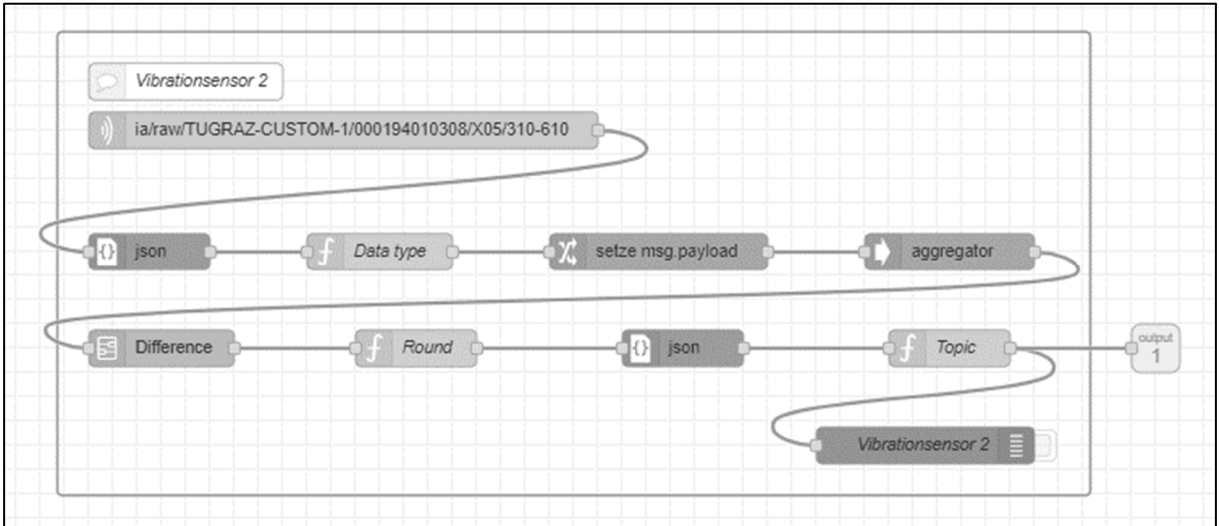 Vibrationsensor 2
ia/raw/TUGRAZ-CUSTOM-1/000194010308/X05/310-610
json
Data type
setze msg.payload
aggregator
Difference
Round
json
Topic
output
1
Vibrationsensor 2